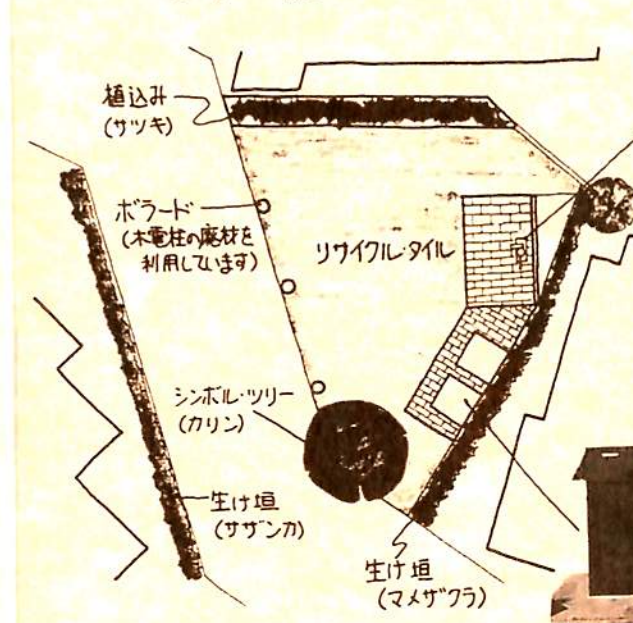 植込み
(サツキ)
ボラード
(木電柱の廃材を
利用しています)
リサイクル・タイル
シンボル・ツリー
(カリン)
生け垣
(サザンカ)
生け垣
(マメザクラ)